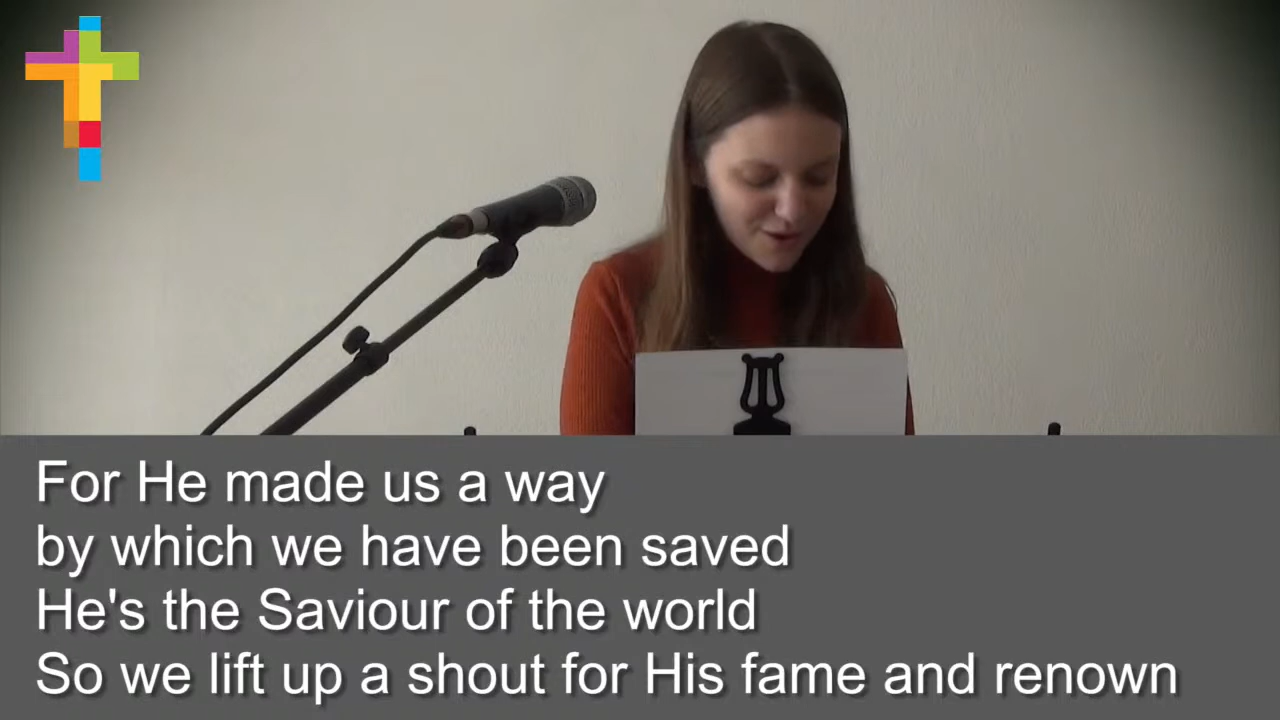 For He made us a way
by which we have been saved
He's the Saviour of the world
So we lift up a shout for His fame and renown